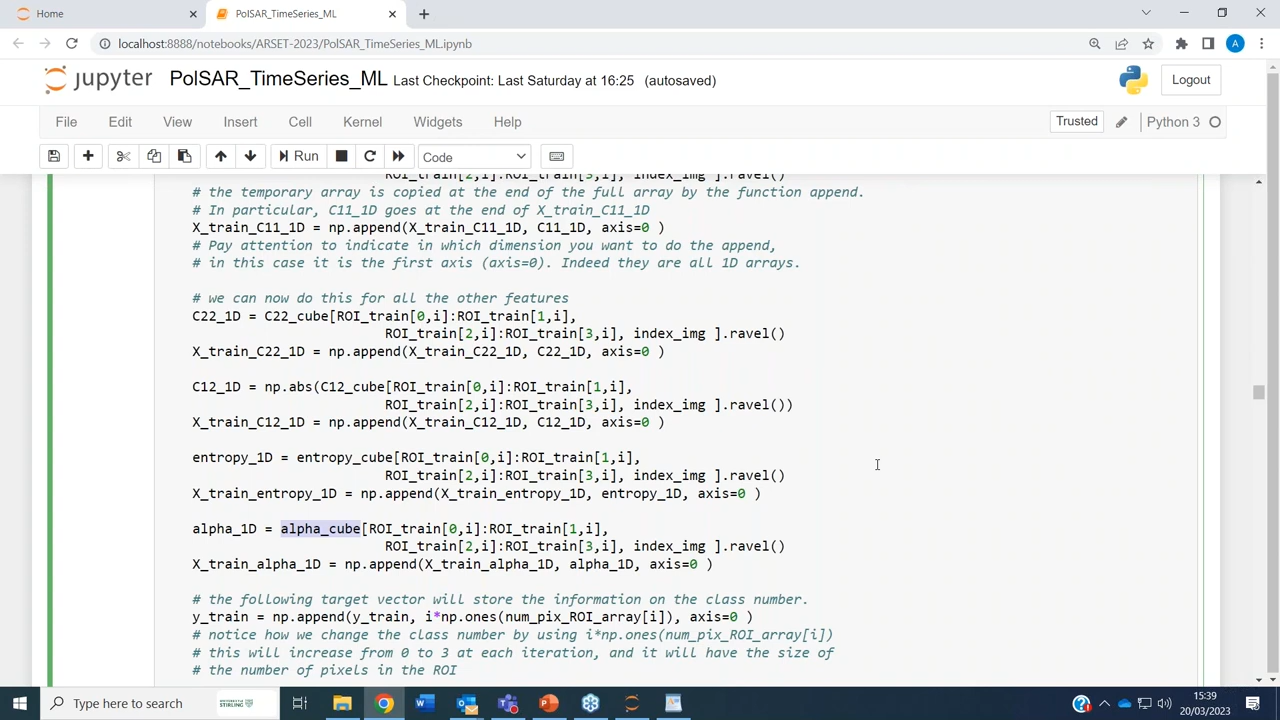 Home
PolSAR_TimeSeries_ML
localhost:8888/notebooks/ARSET-2023/PolSAR_TimeSeries_ML.ipynb
A
jupyter PolSAR_TimeSeries_ML Last Checkpoint: Last Saturday at 16:25 (autosaved)
Logout
File Edit View Insert Cell Kernel Widgets Help
Trusted
Python 3
Run
Code
ROI_train[2,i]:ROI_train[3,i], index_img ].ravel()
# the temporary array is copied at the end of the full array by the function append.
# In particular, C11_1D goes at the end of X_train_C11_1D
X_train_C11_1D = np.append(X_train_C11_1D, C11_1D, axis=0 )
# Pay attention to indicate in which dimension you want to do the append,
# in this case it is the first axis (axis=0). Indeed they are all 1D arrays.
# we can now do this for all the other features
C22_1D = C22_cube[ROI_train[0,i]:ROI_train[1,i],
ROI_train[2,i]:ROI_train[3,i], index_img ].ravel()
X_train_C22_1D = np.append(X_train_C22_1D, C22_1D, axis=0 )
C12_1D = np.abs(C12_cube[ROI_train[0,i]:ROI_train[1,i],
ROI_train[2,i]:ROI_train[3,i], index_img ].ravel())
X_train_C12_1D = np.append(X_train_C12_1D, C12_1D, axis=0 )
entropy_1D = entropy_cube[ROI_train[0,i]:ROI_train[1,i],
ROI_train[2,i]:ROI_train[3,i], index_img ].ravel()
X_train_entropy_1D = np.append(X_train_entropy_1D, entropy_1D, axis=0 )
alpha_1D = alpha_cube[ROI_train[0,i]:ROI_train[1,i],
ROI_train[2,i]:ROI_train[3,i], index_img ].ravel()
X_train_alpha_1D = np.append(X_train_alpha_1D, alpha_1D, axis=0 )
# the following target vector will store the information on the class number.
y_train = np.append(y_train, i*np.ones(num_pix_ROI_array[i]), axis=0 )
# notice how we change the class number by using i*np.ones(num_pix_ROI_array[i])
# this will increase from 0 to 3 at each iteration, and it will have the size of
# the number of pixels in the ROI
Type here to search
15:39
20/03/2023